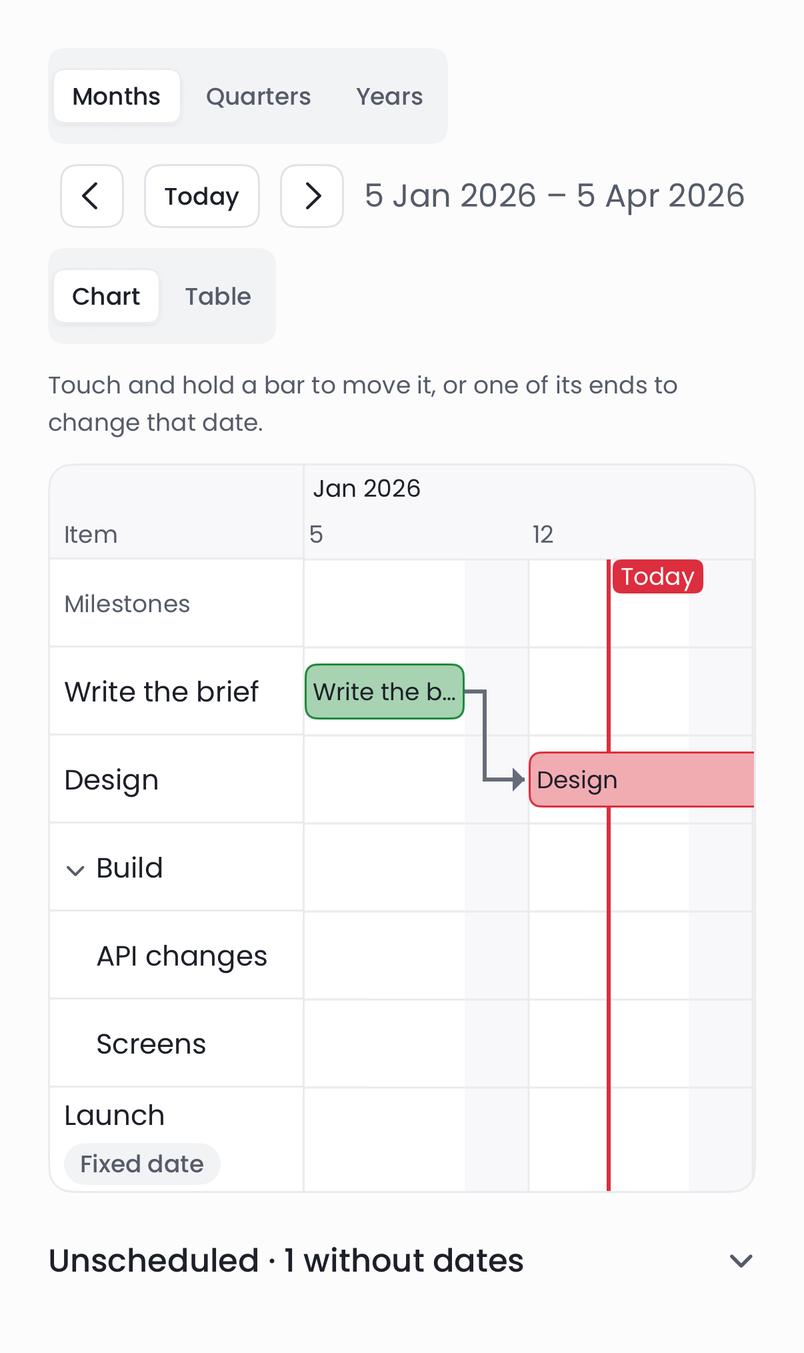 Months Quarters Years
Today 5 Jan 2026 – 5 Apr 2026
Chart Table
Touch and hold a bar to move it, or one of its ends to
change that date.
Jan 2026
Item 5 12
Today
Milestones
Write the brief Write the b...
Design Design
Build
API changes
Screens
Launch
Fixed date
Unscheduled · 1 without dates